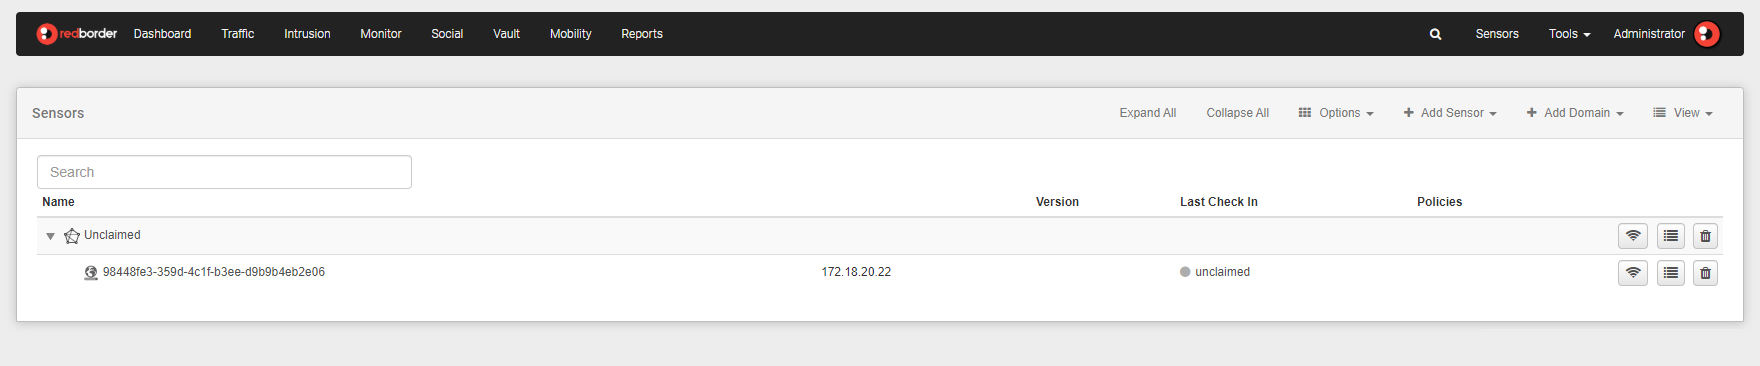 redborder Dashboard Traffic Intrusion Monitor Social Vault Mobility Reports Sensors Tools Administrator
Sensors Expand All Collapse All Options Add Sensor Add Domain View
Search
Name Version Last Check In Policies
Unclaimed
98448fe3-359d-4c1f-b3ee-d9b9b4eb2e06 172.18.20.22 unclaimed